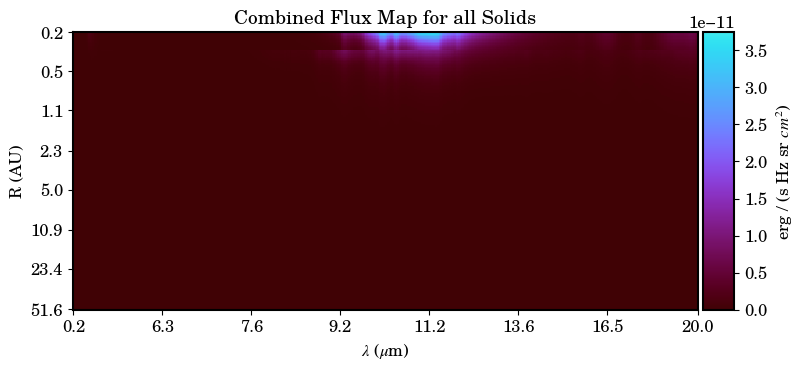 Combined Flux Map for all Solids
1e−11
0.2
0.5
1.1
2.3
5.0
10.9
23.4
51.6
R (AU)
0.2 6.3 7.6 9.2 11.2 13.6 16.5 20.0
λ (μm)
3.5
3.0
2.5
2.0
1.5
1.0
0.5
0.0
erg / (s Hz sr cm²)